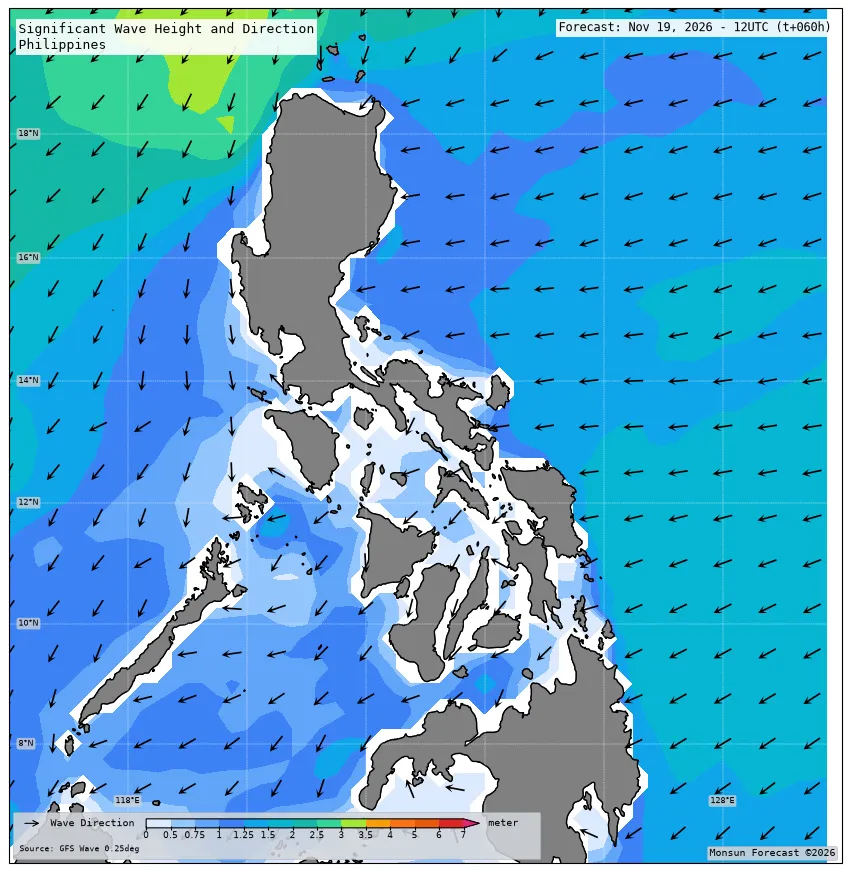 Significant Wave Height and Direction
Philippines
Forecast: Nov 19, 2026 - 12UTC (t+060h)
18°N
16°N
14°N
12°N
10°N
8°N
118°E
128°E
Wave Direction
0 0.5 0.75 1 1.25 1.5 2 2.5 3 3.5 4 5 6 7
meter
Source: GFS Wave 0.25deg
Monsun Forecast ©2026